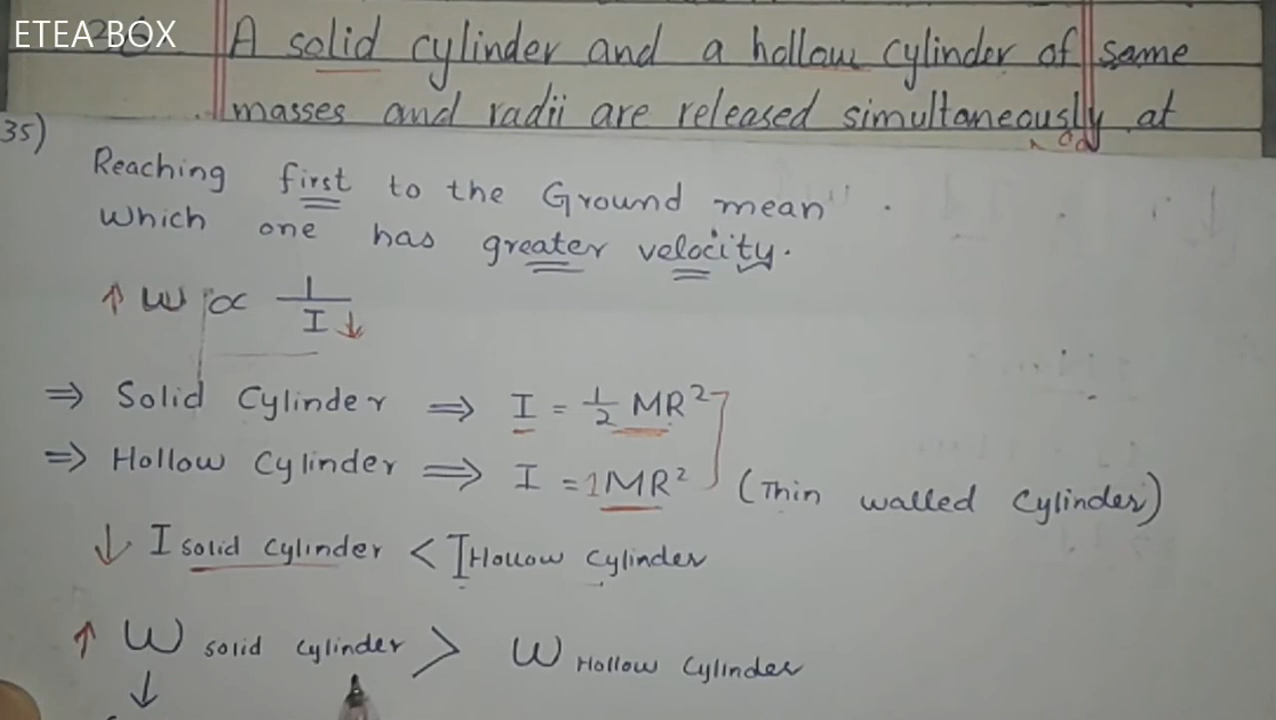 ETEA BOX
A solid cylinder and a hollow cylinder of same
masses and radii are released simultaneously at
35)
Reaching first to the Ground mean
which one has greater velocity.
↑ W ∝ 1/I ↓
⇒ Solid Cylinder ⇒ I = 1/2 MR²
⇒ Hollow Cylinder ⇒ I = 1MR² (Thin walled Cylinder)
↓ I solid cylinder < I Hollow Cylinder
↑ W solid cylinder > W Hollow Cylinder
↓